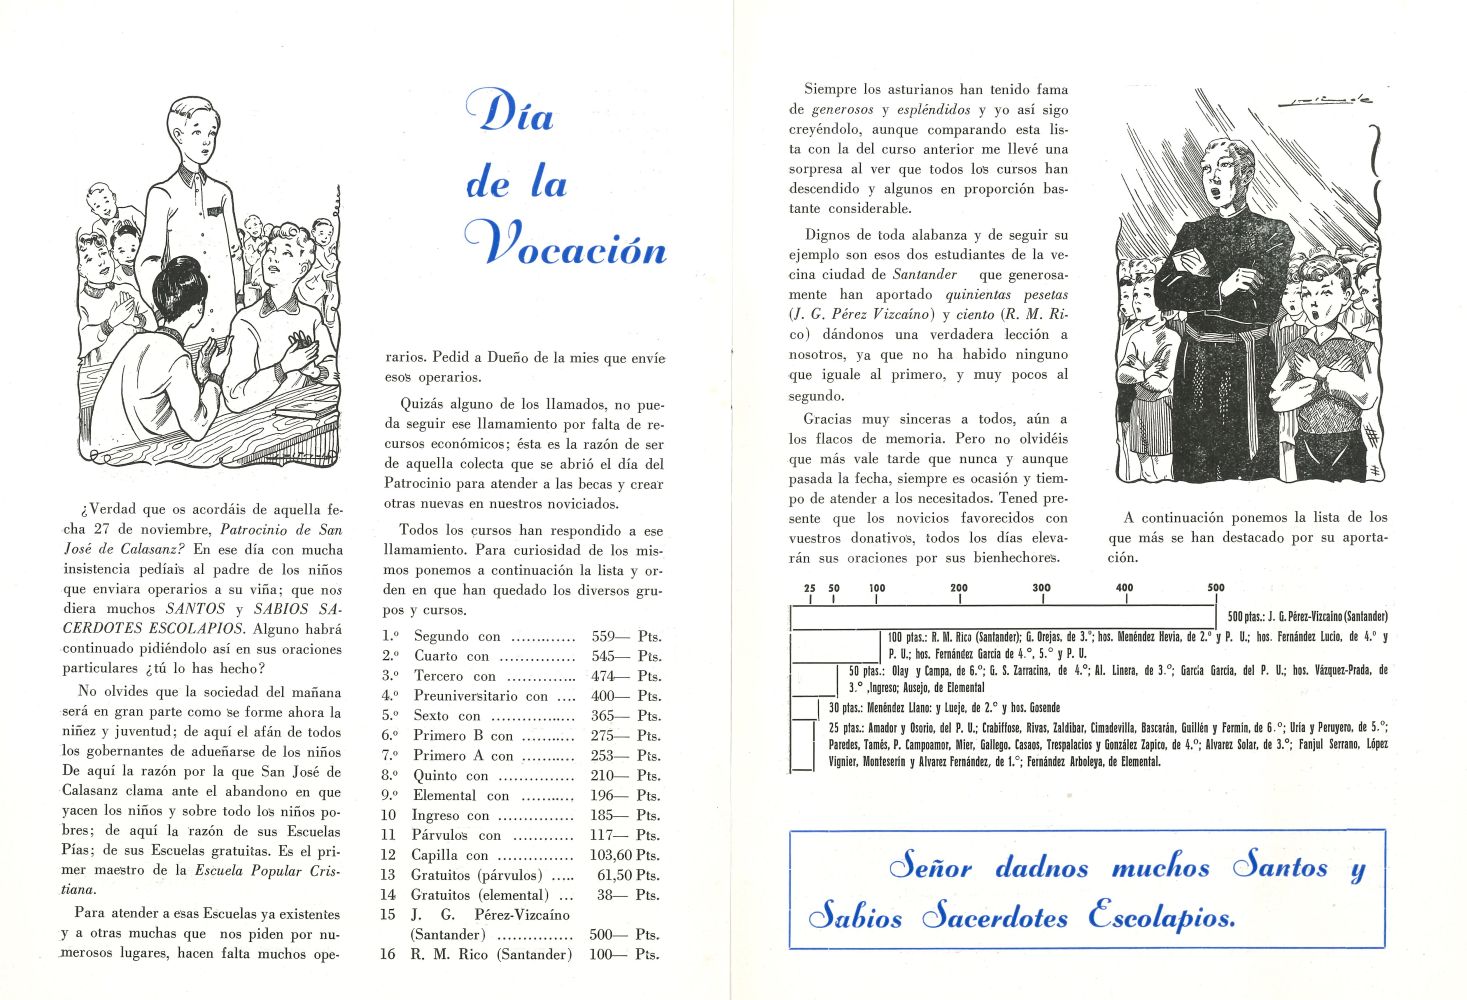 Día
de la
Vocación
¿Verdad que os acordáis de aquella fe-
cha 27 de noviembre, Patrocinio de San
José de Calasanz? En ese día con mucha
insistencia pedíais al padre de los niños
que enviara operarios a su viña; que nos
diera muchos SANTOS y SABIOS SA-
CERDOTES ESCOLAPIOS. Alguno habrá
continuado pidiéndolo así en sus oraciones
particulares ¿tú lo has hecho?
No olvides que la sociedad del mañana
será en gran parte como se forme ahora la
niñez y juventud; de aquí el afán de todos
los gobernantes de adueñarse de los niños
De aquí la razón por la que San José de
Calasanz clama ante el abandono en que
yacen los niños y sobre todo los niños po-
bres; de aquí la razón de sus Escuelas
Pías; de sus Escuelas gratuitas. Es el pri-
mer maestro de la Escuela Popular Cris-
tiana.
Para atender a esas Escuelas ya existentes
y a otras muchas que nos piden por nu-
merosos lugares, hacen falta muchos ope-
rarios. Pedid a Dueño de la mies que envíe
esos operarios.
Quizás alguno de los llamados, no pue-
da seguir ese llamamiento por falta de re-
cursos económicos; ésta es la razón de ser
de aquella colecta que se abrió el día del
Patrocinio para atender a las becas y crear
otras nuevas en nuestros noviciados.
Todos los cursos han respondido a ese
llamamiento. Para curiosidad de los mis-
mos ponemos a continuación la lista y or-
den en que han quedado los diversos gru-
pos y cursos.
1.º Segundo con ............. 559— Pts.
2.º Cuarto con ............... 545— Pts.
3.º Tercero con .............. 474— Pts.
4.º Preuniversitario con .... 400— Pts.
5.º Sexto con ................ 365— Pts.
6.º Primero B con ........... 275— Pts.
7.º Primero A con ........... 253— Pts.
8.º Quinto con ............... 210— Pts.
9.º Elemental con ........... 196— Pts.
10 Ingreso con ............... 185— Pts.
11 Párvulos con ............ 117— Pts.
12 Capilla con ............... 103,60 Pts.
13 Gratuitos (párvulos) ..... 61,50 Pts.
14 Gratuitos (elemental) ... 38— Pts.
15 J. G. Pérez-Vizcaíno
(Santander) ............... 500— Pts.
16 R. M. Rico (Santander) 100— Pts.
Siempre los asturianos han tenido fama
de generosos y espléndidos y yo así sigo
creyéndolo, aunque comparando esta lis-
ta con la del curso anterior me llevé una
sorpresa al ver que todos los cursos han
descendido y algunos en proporción bas-
tante considerable.
Dignos de toda alabanza y de seguir su
ejemplo son esos dos estudiantes de la ve-
cina ciudad de Santander que generosa-
mente han aportado quinientas pesetas
(J. G. Pérez Vizcaíno) y ciento (R. M. Ri-
co) dándonos una verdadera lección a
nosotros, ya que no ha habido ninguno
que iguale al primero, y muy pocos al
segundo.
Gracias muy sinceras a todos, aún a
los flacos de memoria. Pero no olvidéis
que más vale tarde que nunca y aunque
pasada la fecha, siempre es ocasión y tiem-
po de atender a los necesitados. Tened pre-
sente que los novicios favorecidos con
vuestros donativos, todos los días eleva-
rán sus oraciones por sus bienhechores.
A continuación ponemos la lista de los
que más se han destacado por su aporta-
ción.
25 50 100 200 300 400 500
500 ptas.: J. G. Pérez-Vizcaíno (Santander)
100 ptas.: R. M. Rico (Santander); G. Orejas, de 3.º; hos. Menéndez Hevia, de 2.º y P. U.; hos. Fernández Lucio, de 4.º y
P. U.; hos. Fernández García de 4.º, 5.º y P. U.
50 ptas.: Olay y Campa, de 6.º; G. S. Zarracina, de 4.º; Al. Linera, de 3.º; García García, del P. U.; hos. Vázquez-Prada, de
3.º ,Ingreso; Ausejo, de Elemental
30 ptas.: Menéndez Llano: y Lueje, de 2.º y hos. Gosende
25 ptas.: Amador y Osorio, del P. U.; Crabiffose, Rivas, Zaldibar, Cimadevilla, Bascarán, Guillén y Fermín, de 6.º; Uría y Peruyero, de 5.º;
Paredes, Tamés, P. Campoamor, Mier, Gallego, Casaos, Trespalacios y González Zapico, de 4.º; Alvarez Solar, de 3.º; Fanjul Serrano, López
Vignier, Monteserín y Alvarez Fernández, de 1.º; Fernández Arboleya, de Elemental.
Señor dadnos muchos Santos y
Sabios Sacerdotes Escolapios.